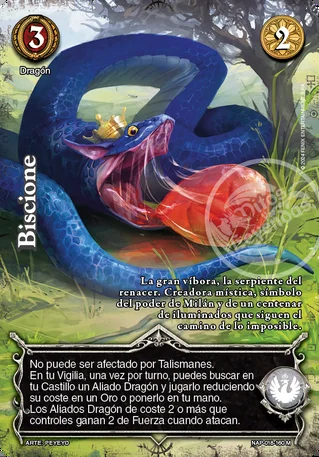 3
2
Dragón
Biscione
La gran víbora, la serpiente del
renacer. Creadora mística, símbolo
del poder de Milán y de un centenar
de iluminados que siguen el
camino de lo imposible.
No puede ser afectado por Talismanes.
En tu Vigilia, una vez por turno, puedes buscar en
tu Castillo un Aliado Dragón y jugarlo reduciendo
su coste en un Oro o ponerlo en tu mano.
Los Aliados Dragón de coste 2 o más que
controles ganan 2 de Fuerza cuando atacan.
ARTE: PEYEYO
NAP-018-160 M